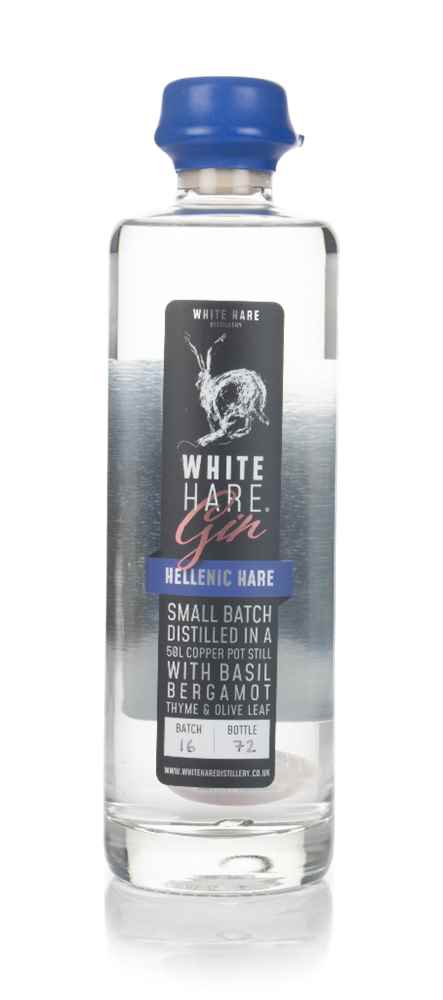 WHITE HARE
DISTILLERY
WHITE
HARE®
Gin
HELLENIC HARE
SMALL BATCH
DISTILLED IN A
50L COPPER POT STILL
WITH BASIL
BERGAMOT
THYME & OLIVE LEAF
BATCH BOTTLE
16 72
WWW.WHITEHAREDISTILLERY.CO.UK